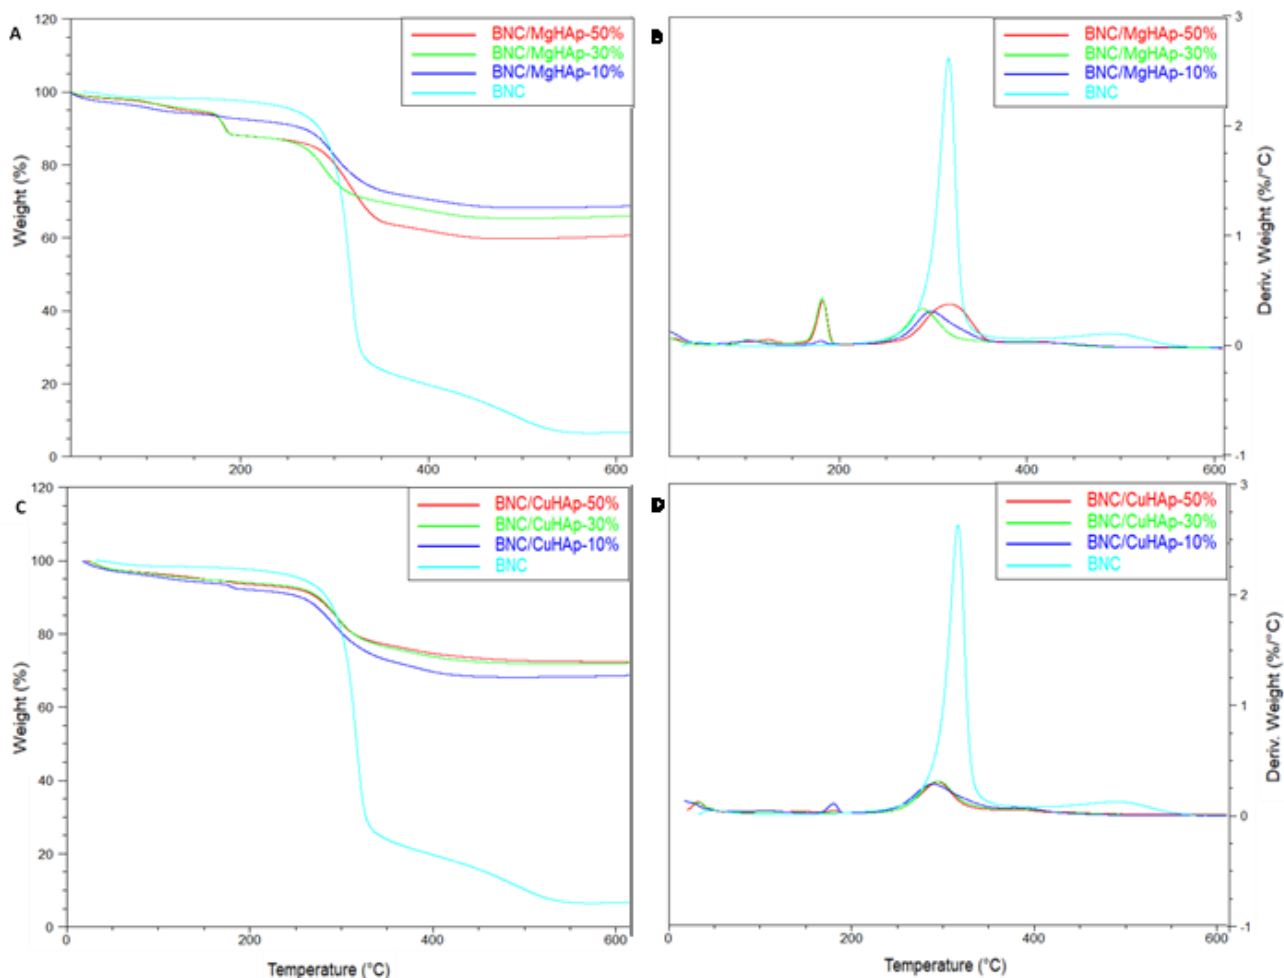 A
120
100
80
60
40
20
0
Weight (%)
200
400
600
BNC/MgHAp-50%
BNC/MgHAp-30%
BNC/MgHAp-10%
BNC
B
3
2
1
0
-1
Deriv. Weight (%/°C)
200
400
600
BNC/MgHAp-50%
BNC/MgHAp-30%
BNC/MgHAp-10%
BNC
C
120
100
80
60
40
20
0
Weight (%)
0
200
400
600
Temperature (°C)
BNC/CuHAp-50%
BNC/CuHAp-30%
BNC/CuHAp-10%
BNC
D
3
2
1
0
-1
Deriv. Weight (%/°C)
0
200
400
600
Temperature (°C)
BNC/CuHAp-50%
BNC/CuHAp-30%
BNC/CuHAp-10%
BNC